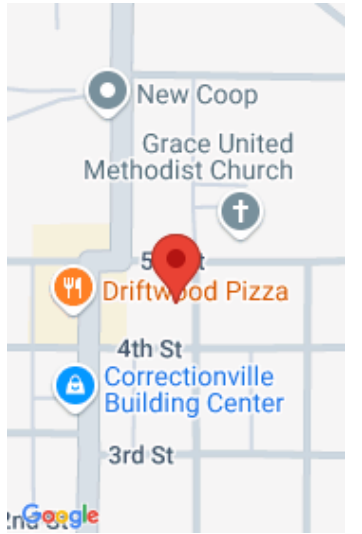 New Coop
Grace United
Methodist Church
Driftwood Pizza
4th St
Correctionville
Building Center
3rd St
Google